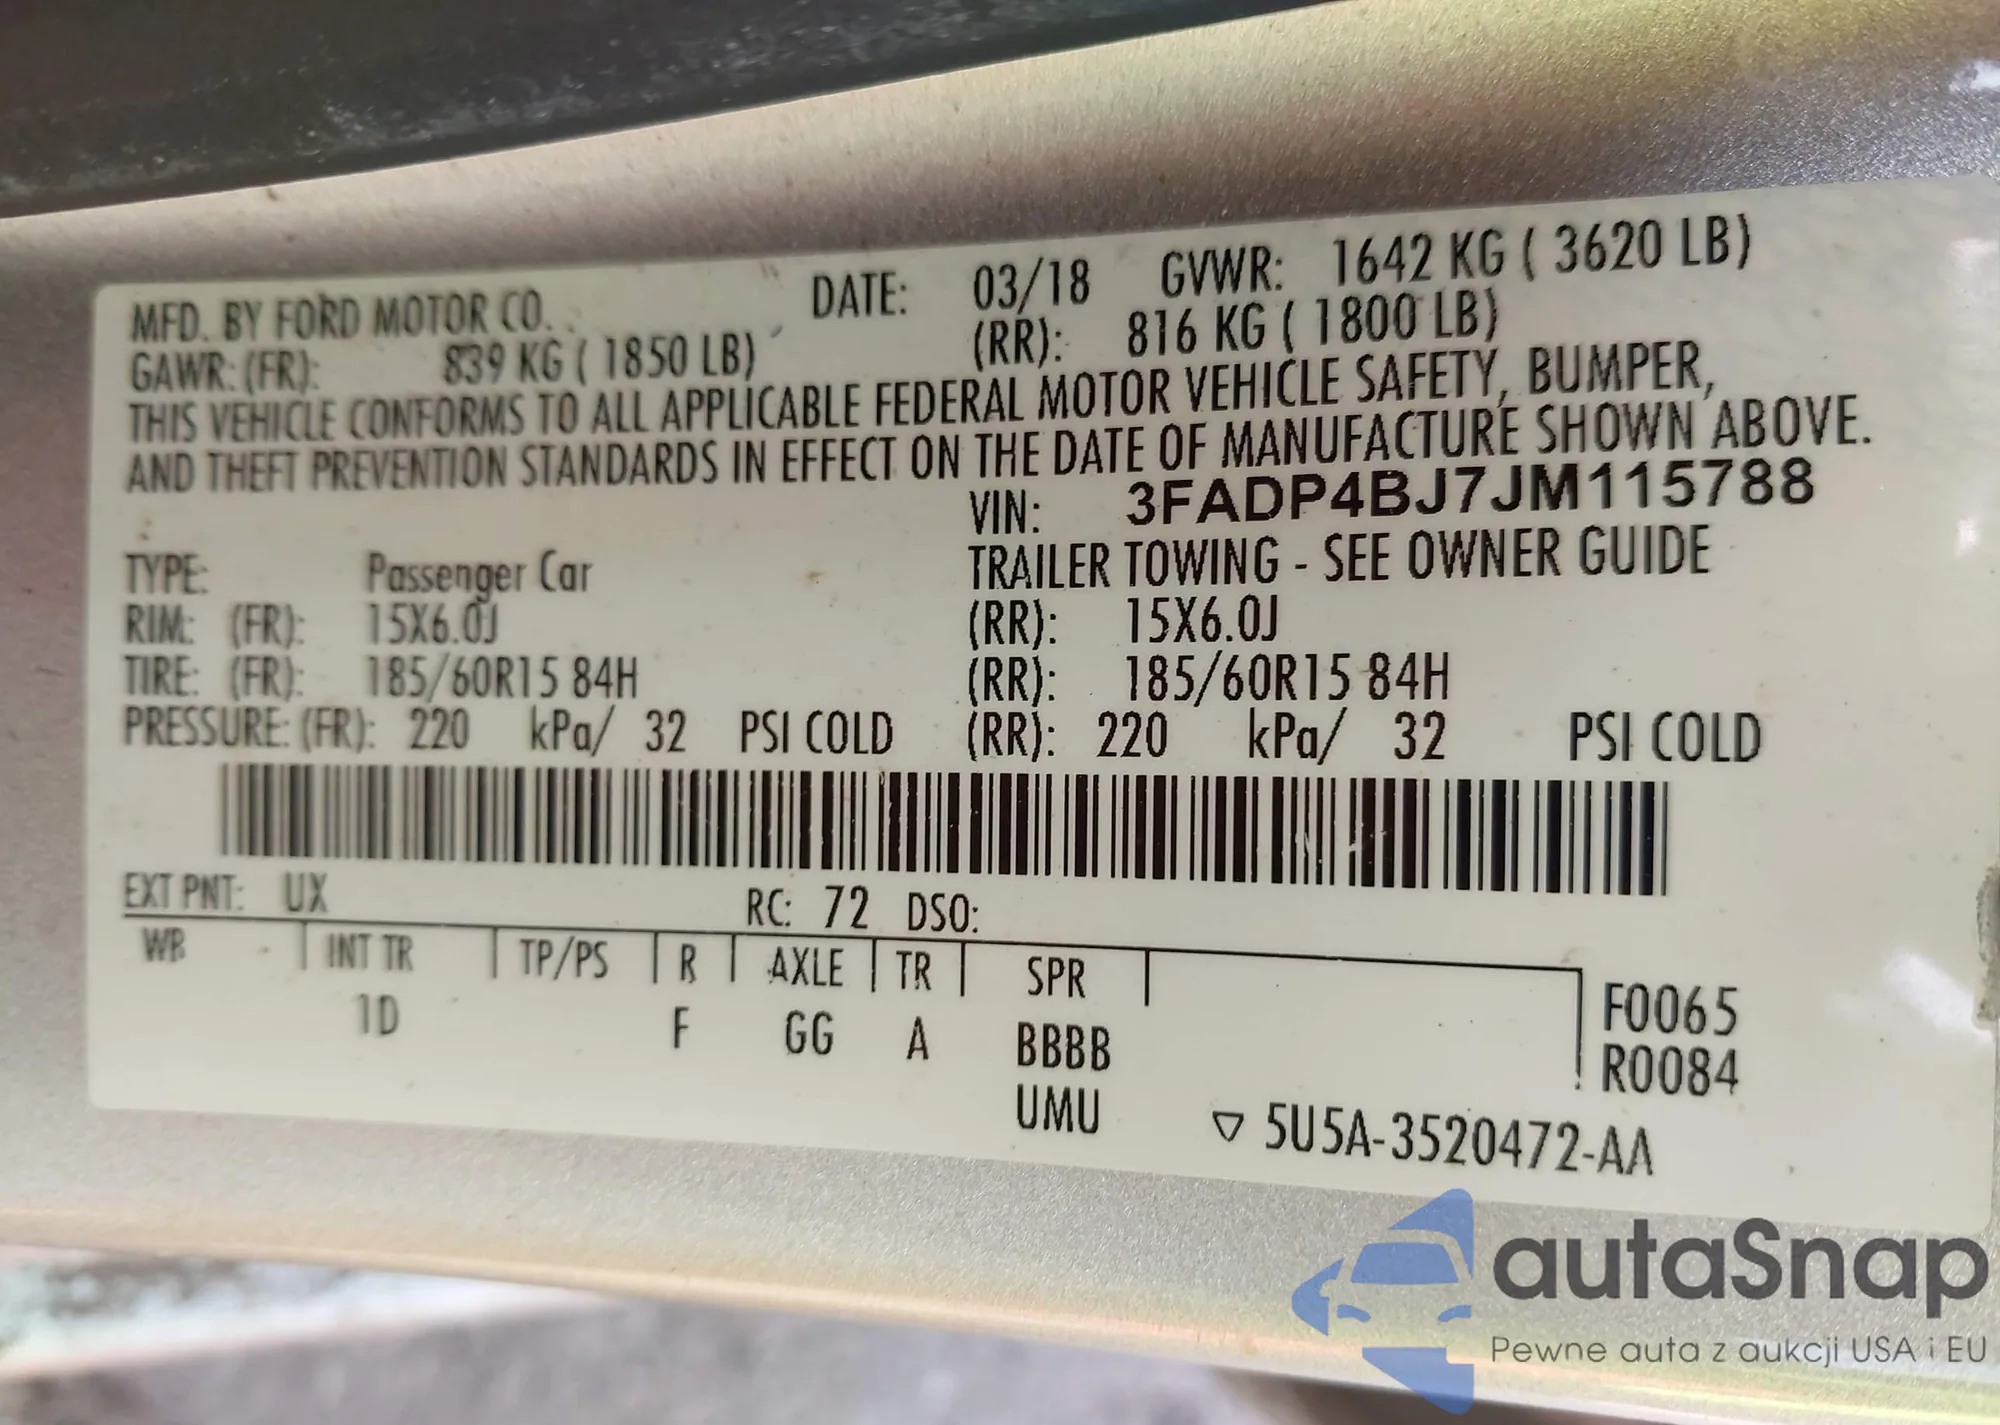 MFD. BY FORD MOTOR CO. DATE: 03/18 GVWR: 1642 KG ( 3620 LB)
GAWR: (FR): 839 KG ( 1850 LB) (RR): 816 KG ( 1800 LB)
THIS VEHICLE CONFORMS TO ALL APPLICABLE FEDERAL MOTOR VEHICLE SAFETY, BUMPER,
AND THEFT PREVENTION STANDARDS IN EFFECT ON THE DATE OF MANUFACTURE SHOWN ABOVE.
VIN: 3FADP4BJ7JM115788
TYPE: Passenger Car TRAILER TOWING - SEE OWNER GUIDE
RIM: (FR): 15X6.0J (RR): 15X6.0J
TIRE: (FR): 185/60R15 84H (RR): 185/60R15 84H
PRESSURE: (FR): 220 kPa/ 32 PSI COLD (RR): 220 kPa/ 32 PSI COLD
EXT PNT: UX RC: 72 DSO:
WB INT TR TP/PS R AXLE TR SPR
1D F GG A BBBB
UMU
F0065
R0084
▽ 5U5A-3520472-AA
autaSnap
Pewne auta z aukcji USA i EU